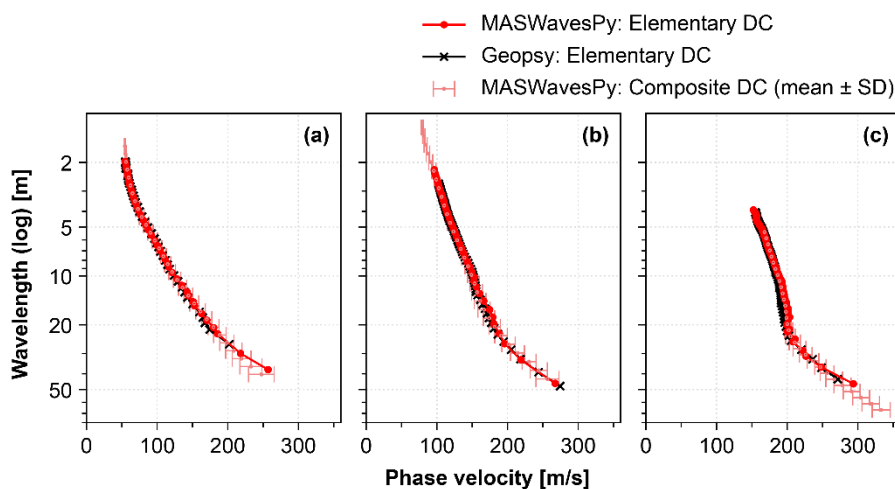 MASWavesPy: Elementary DC
Geopsy: Elementary DC
MASWavesPy: Composite DC (mean ± SD)
(a) (b) (c)
2
5
10
20
50
Wavelength (log) [m]
0 100 200 300 0 100 200 300 0 100 200 300
Phase velocity [m/s]